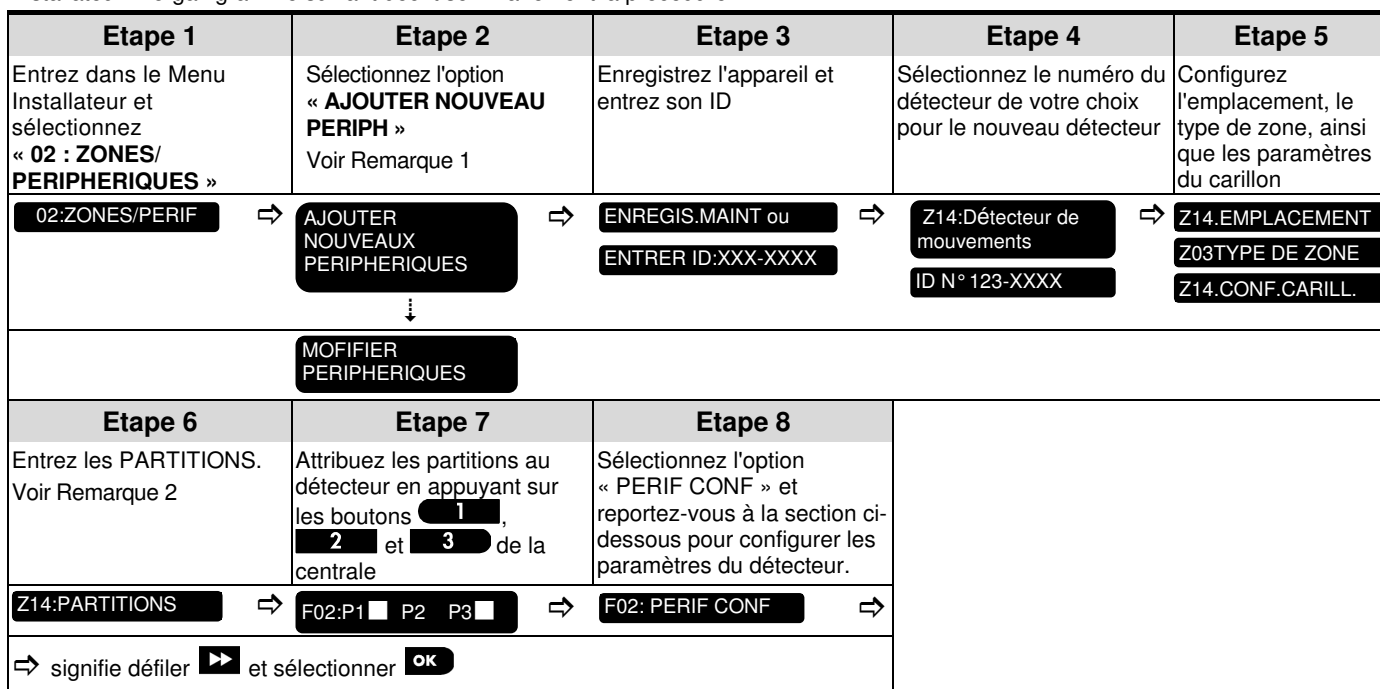 Etape 1
Etape 2
Etape 3
Etape 4
Etape 5
Entrez dans le Menu
Installateur et
sélectionnez
« 02 : ZONES/
PERIPHERIQUES »
Sélectionnez l'option
« AJOUTER NOUVEAU
PERIPH »
Voir Remarque 1
Enregistrez l'appareil et
entrez son ID
Sélectionnez le numéro du
détecteur de votre choix
pour le nouveau détecteur
Configurez
l'emplacement, le
type de zone, ainsi
que les paramètres
du carillon
02:ZONES/PERIF ⇨
AJOUTER
NOUVEAUX
PERIPHERIQUES
⇨
ENREGIS.MAINT ou ⇨
ENTRER ID:XXX-XXXX
Z14:Détecteur de
mouvements
⇨
ID N° 123-XXXX
Z14.EMPLACEMENT
Z03TYPE DE ZONE
Z14.CONF.CARILL.
MOFIFIER
PERIPHERIQUES
Etape 6
Etape 7
Etape 8
Entrez les PARTITIONS.
Voir Remarque 2
Attribuez les partitions au
détecteur en appuyant sur
les boutons 1 ,
2 et 3 de la
centrale
Sélectionnez l'option
« PERIF CONF » et
reportez-vous à la section ci-
dessous pour configurer les
paramètres du détecteur.
Z14:PARTITIONS ⇨
F02:P1■ P2 P3■ ⇨
F02: PERIF CONF ⇨
⇨ signifie défiler ▶▶ et sélectionner OK